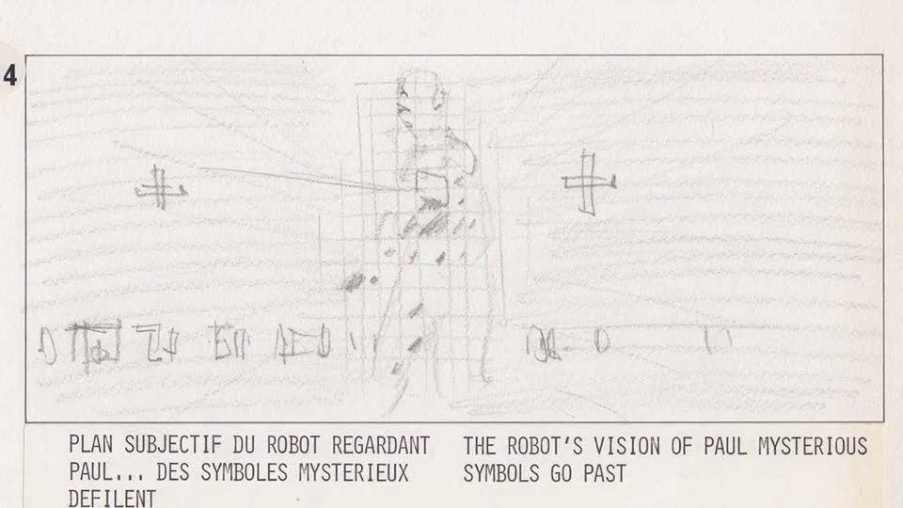 4
PLAN SUBJECTIF DU ROBOT REGARDANT
PAUL... DES SYMBOLES MYSTERIEUX
DEFILENT
THE ROBOT'S VISION OF PAUL MYSTERIOUS
SYMBOLS GO PAST